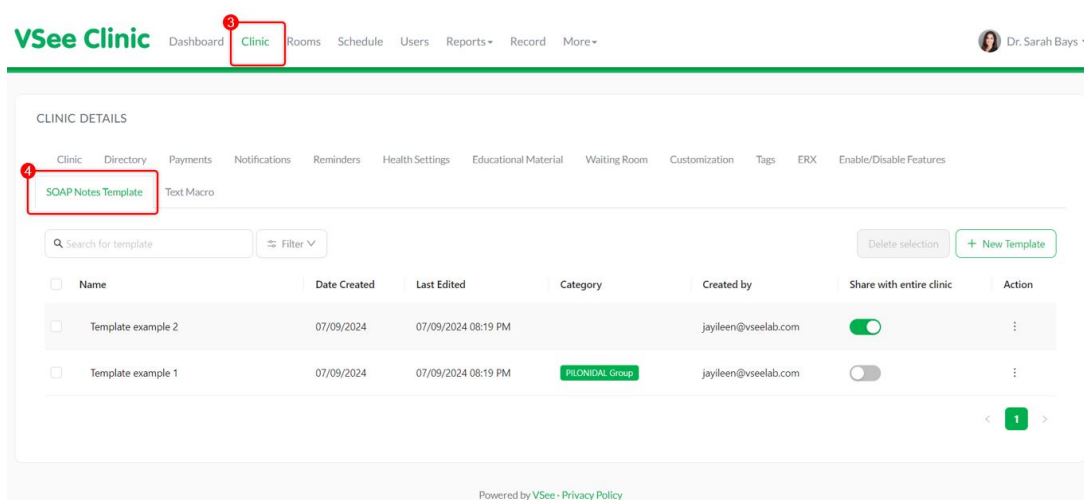 3
VSee Clinic Dashboard Clinic Rooms Schedule Users Reports Record More Dr. Sarah Bays
CLINIC DETAILS
Clinic Directory Payments Notifications Reminders Health Settings Educational Material Waiting Room Customization Tags ERX Enable/Disable Features
4
SOAP Notes Template Text Macro
Search for template Filter Delete selection + New Template
Name Date Created Last Edited Category Created by Share with entire clinic Action
Template example 2 07/09/2024 07/09/2024 08:19 PM jayileen@vseelab.com
Template example 1 07/09/2024 07/09/2024 08:19 PM PILONIDAL Group jayileen@vseelab.com
< 1 >
Powered by VSee - Privacy Policy